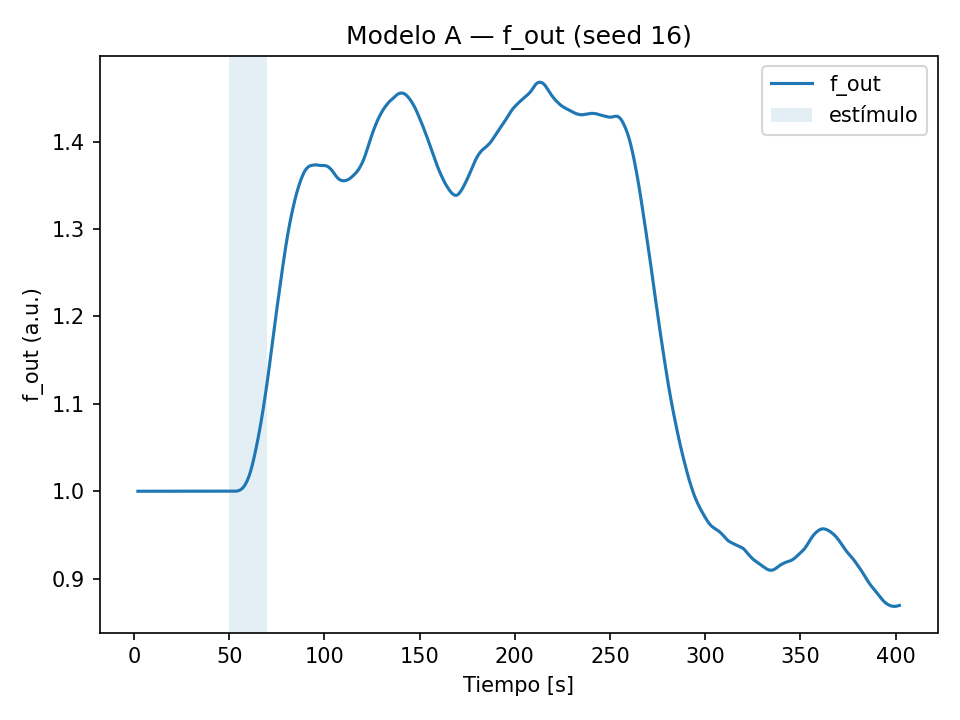 Modelo A — f_out (seed 16)
f_out
estímulo
f_out (a.u.)
1.4
1.3
1.2
1.1
1.0
0.9
0 50 100 150 200 250 300 350 400
Tiempo [s]